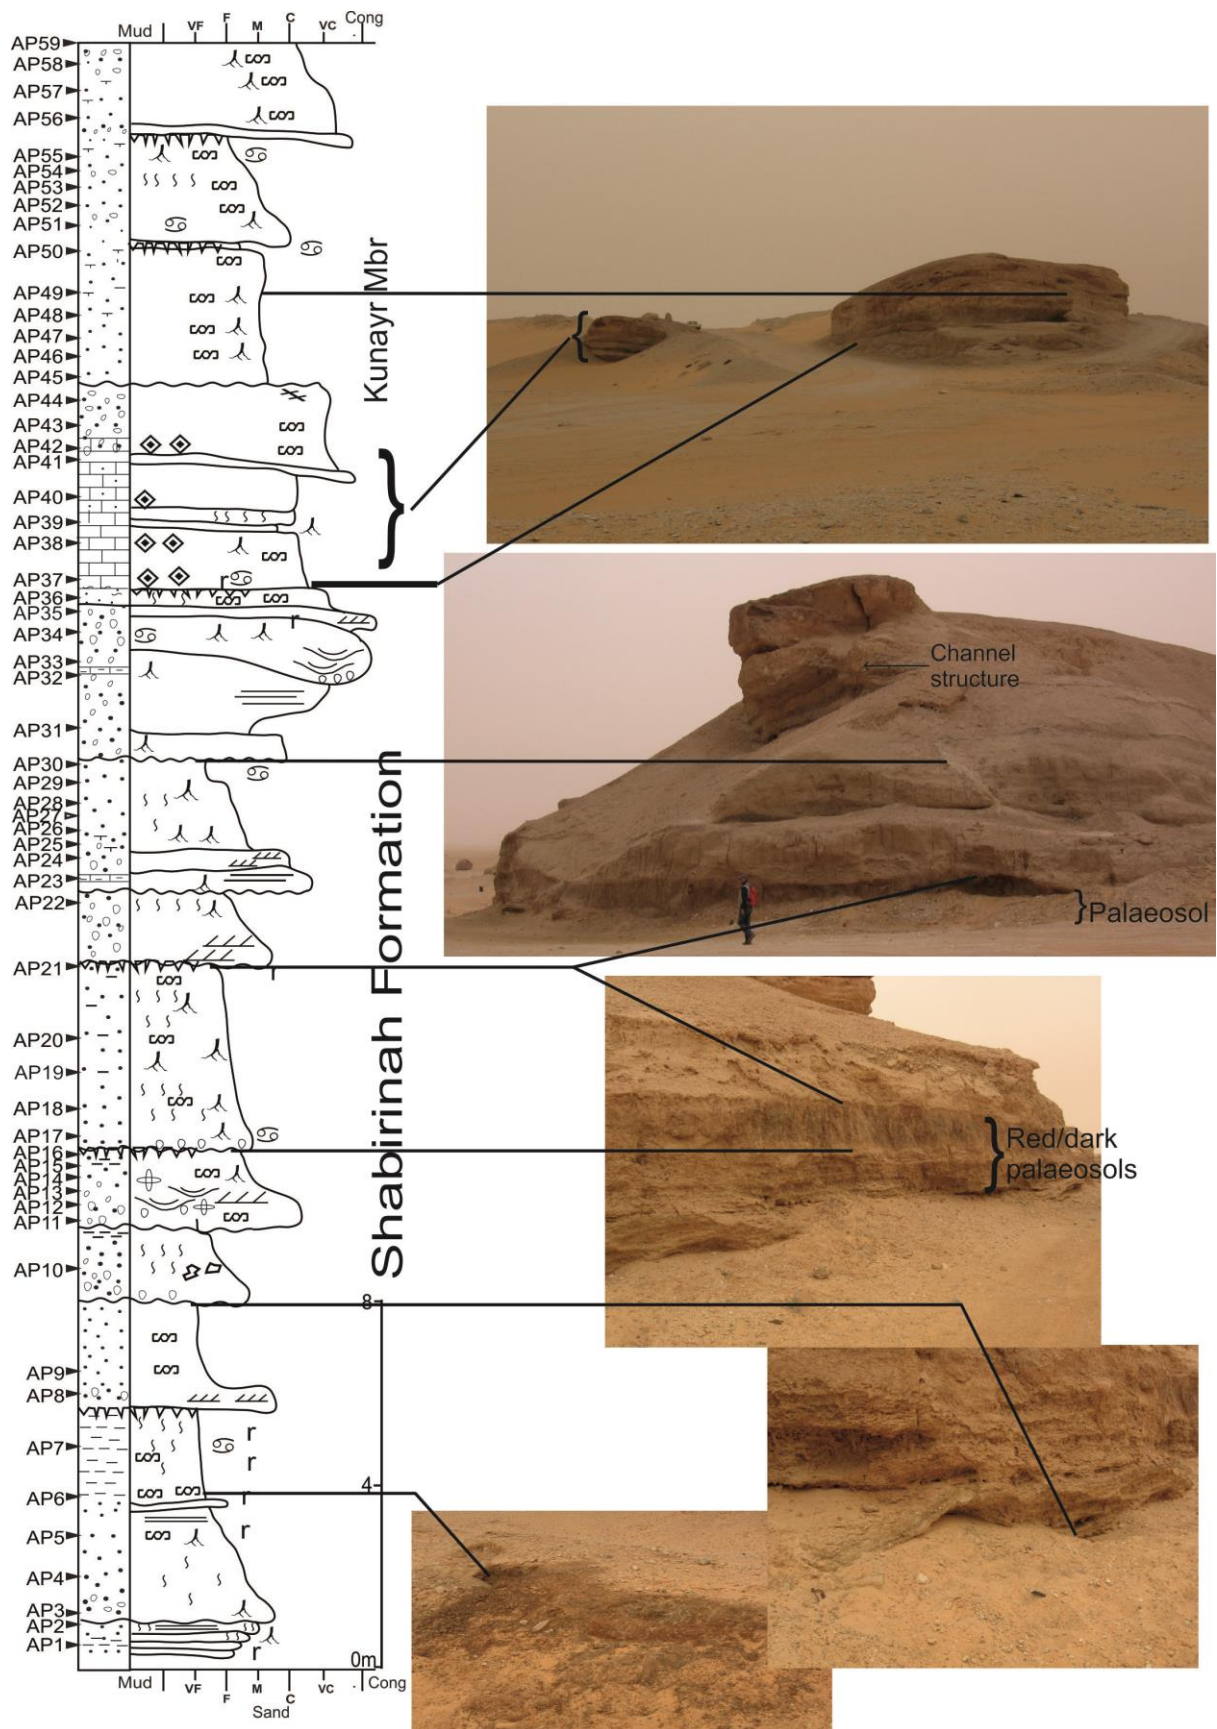 Mud VF F M C VC Cong
AP59
AP58
AP57
AP56
AP55
AP54
AP53
AP52
AP51
AP50
AP49
AP48
AP47
AP46
AP45
AP44
AP43
AP42
AP41
AP40
AP39
AP38
AP37
r
AP36
AP35
r
AP34
AP33
AP32
AP31
AP30
AP29
AP28
AP27
AP26
AP25
AP24
AP23
AP22
AP21
r
AP20
AP19
AP18
AP17
AP16
AP15
AP14
AP13
AP12
AP11
AP10
8
AP9
AP8
r
AP7
r
4
AP6
r
AP5
r
AP4
AP3
AP2
AP1
r
0m
Mud VF F M C VC Cong
Sand
Kunayr Mbr
Shabirinah Formation
Channel
structure
Palaeosol
Red/dark
palaeosols